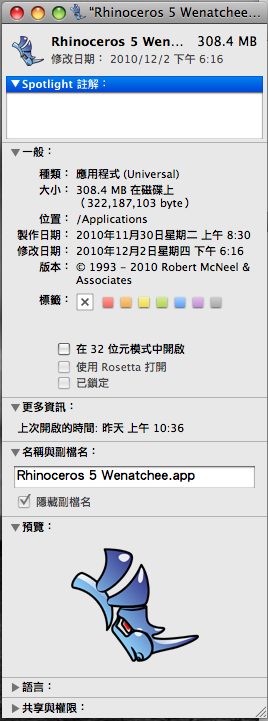 "Rhinoceros 5 Wenatchee...
Rhinoceros 5 Wen... 308.4 MB
修改日期： 2010/12/2 下午 6:16
Spotlight 註解：
一般：
種類： 應用程式 (Universal)
大小： 308.4 MB 在磁碟上
（322,187,103 byte）
位置： /Applications
製作日期： 2010年11月30日星期二 上午 8:30
修改日期： 2010年12月2日星期四 下午 6:16
版本： © 1993 - 2010 Robert McNeel &
Associates
標籤：
在 32 位元模式中開啟
使用 Rosetta 打開
已鎖定
更多資訊：
上次開啟的時間: 昨天 上午 10:36
名稱與副檔名：
Rhinoceros 5 Wenatchee.app
隱藏副檔名
預覽：
語言：
共享與權限：